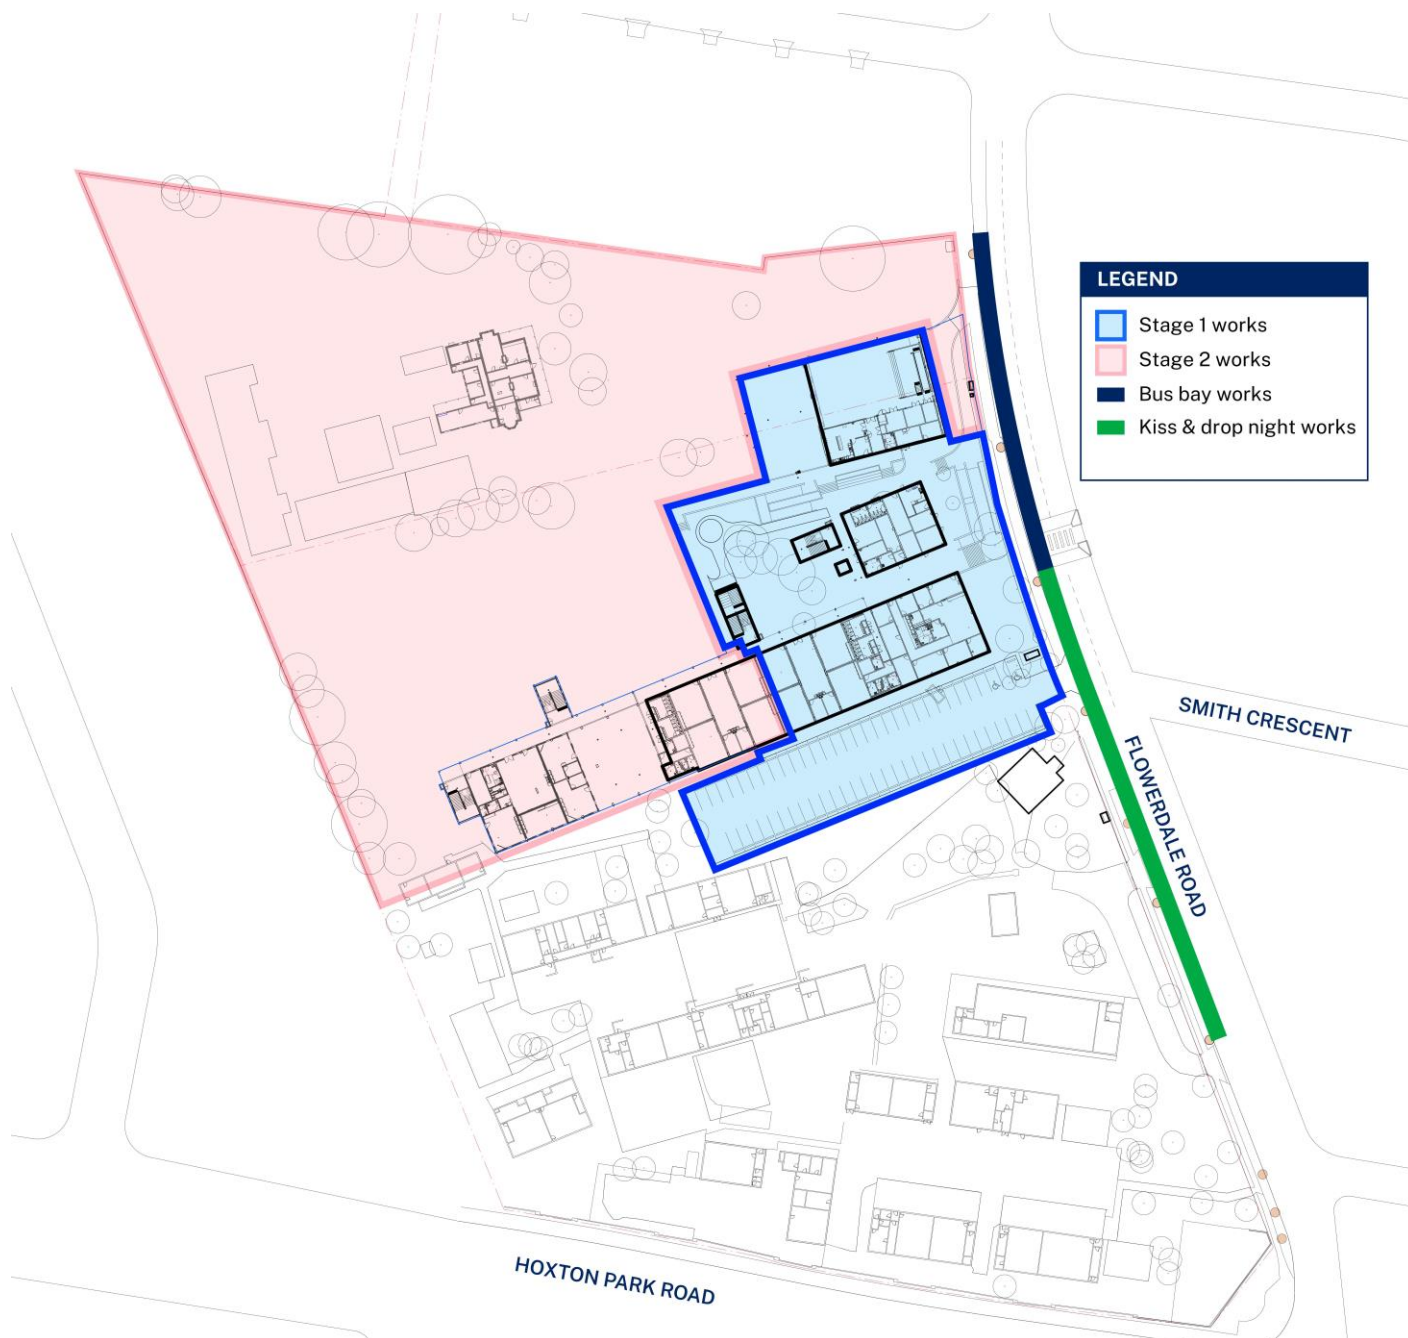 LEGEND
Stage 1 works
Stage 2 works
Bus bay works
Kiss & drop night works
SMITH CRESCENT
FLOWERDALE ROAD
HOXTON PARK ROAD